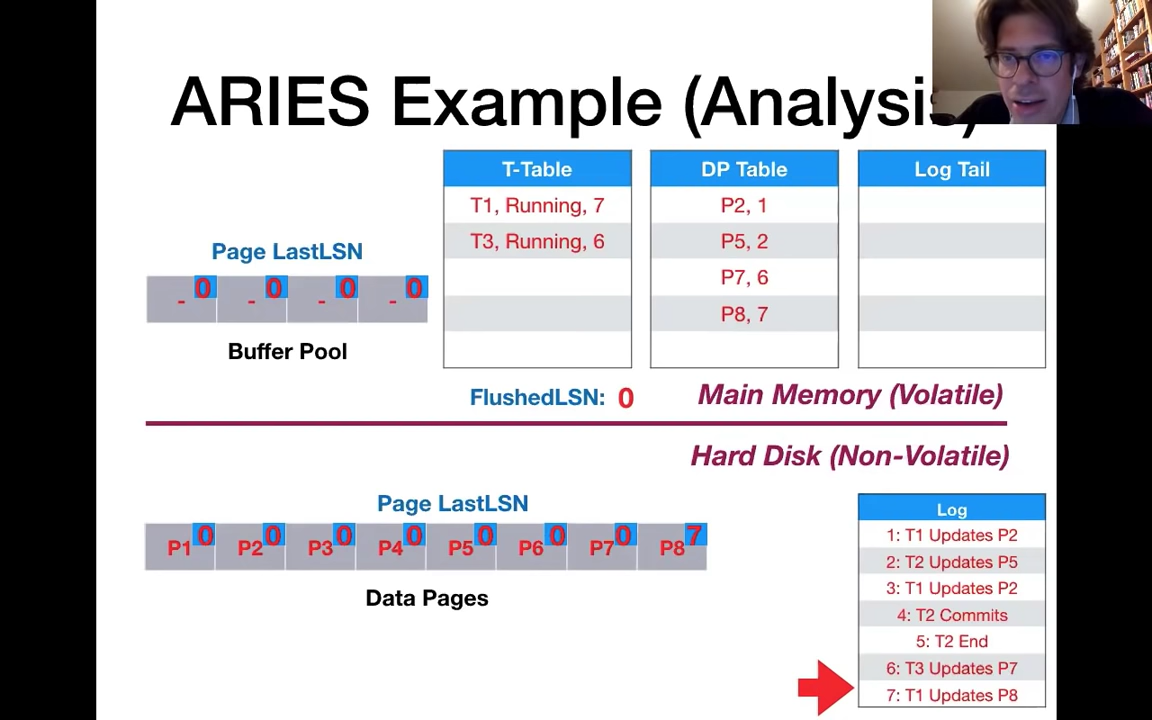 ARIES Example (Analysis)
T-Table
T1, Running, 7
T3, Running, 6
DP Table
P2, 1
P5, 2
P7, 6
P8, 7
Log Tail
Page LastLSN
- 0 - 0 - 0 - 0
Buffer Pool
FlushedLSN: 0
Main Memory (Volatile)
Hard Disk (Non-Volatile)
Page LastLSN
P1 0 P2 0 P3 0 P4 0 P5 0 P6 0 P7 0 P8 7
Data Pages
Log
1: T1 Updates P2
2: T2 Updates P5
3: T1 Updates P2
4: T2 Commits
5: T2 End
6: T3 Updates P7
7: T1 Updates P8